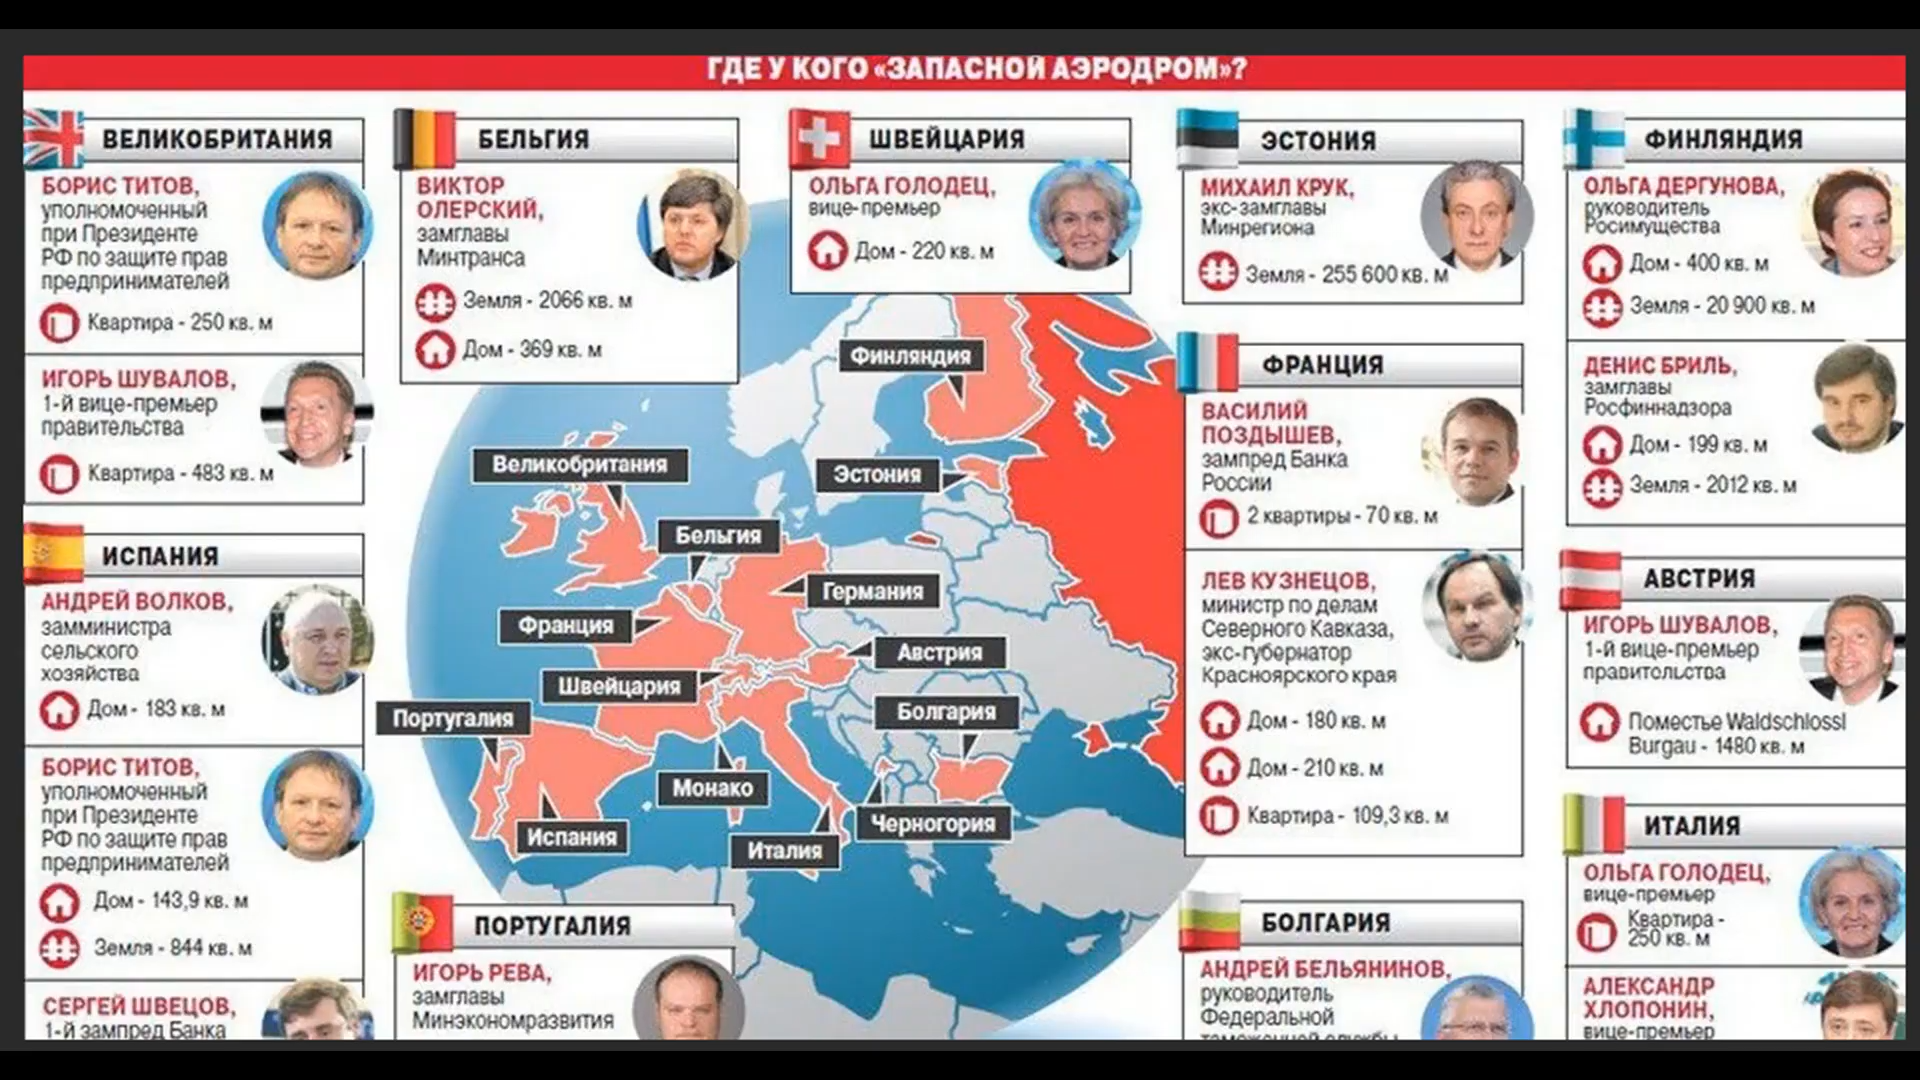 ГДЕ У КОГО «ЗАПАСНОЙ АЭРОДРОМ»?
ВЕЛИКОБРИТАНИЯ
БОРИС ТИТОВ,
уполномоченный
при Президенте
РФ по защите прав
предпринимателей
Квартира - 250 кв. м
ИГОРЬ ШУВАЛОВ,
1-й вице-премьер
правительства
Квартира - 483 кв. м
ИСПАНИЯ
АНДРЕЙ ВОЛКОВ,
замминистра
сельского
хозяйства
Дом - 183 кв. м
БОРИС ТИТОВ,
уполномоченный
при Президенте
РФ по защите прав
предпринимателей
Дом - 143,9 кв. м
Земля - 844 кв. м
СЕРГЕЙ ШВЕЦОВ,
1-й зампред Банка
БЕЛЬГИЯ
ВИКТОР
ОЛЕРСКИЙ,
замглавы
Минтранса
Земля - 2066 кв. м
Дом - 369 кв. м
ШВЕЙЦАРИЯ
ОЛЬГА ГОЛОДЕЦ,
вице-премьер
Дом - 220 кв. м
Финляндия
Великобритания
Эстония
Бельгия
Германия
Франция
Австрия
Швейцария
Португалия
Болгария
Монако
Испания
Италия
Черногория
ПОРТУГАЛИЯ
ИГОРЬ РЕВА,
замглавы
Минэкономразвития
ЭСТОНИЯ
МИХАИЛ КРУК,
экс-замглавы
Минрегиона
Земля - 255 600 кв. м
ФРАНЦИЯ
ВАСИЛИЙ
ПОЗДЫШЕВ,
зампред Банка
России
2 квартиры - 70 кв. м
ЛЕВ КУЗНЕЦОВ,
министр по делам
Северного Кавказа,
экс-губернатор
Красноярского края
Дом - 180 кв. м
Дом - 210 кв. м
Квартира - 109,3 кв. м
БОЛГАРИЯ
АНДРЕЙ БЕЛЬЯНИНОВ,
руководитель
Федеральной
таможенной службы
ФИНЛЯНДИЯ
ОЛЬГА ДЕРГУНОВА,
руководитель
Росимущества
Дом - 400 кв. м
Земля - 20 900 кв. м
ДЕНИС БРИЛЬ,
замглавы
Росфиннадзора
Дом - 199 кв. м
Земля - 2012 кв. м
АВСТРИЯ
ИГОРЬ ШУВАЛОВ,
1-й вице-премьер
правительства
Поместье Waldschlossl
Burgau - 1480 кв. м
ИТАЛИЯ
ОЛЬГА ГОЛОДЕЦ,
вице-премьер
Квартира -
250 кв. м
АЛЕКСАНДР
ХЛОПОНИН,
вице-премьер